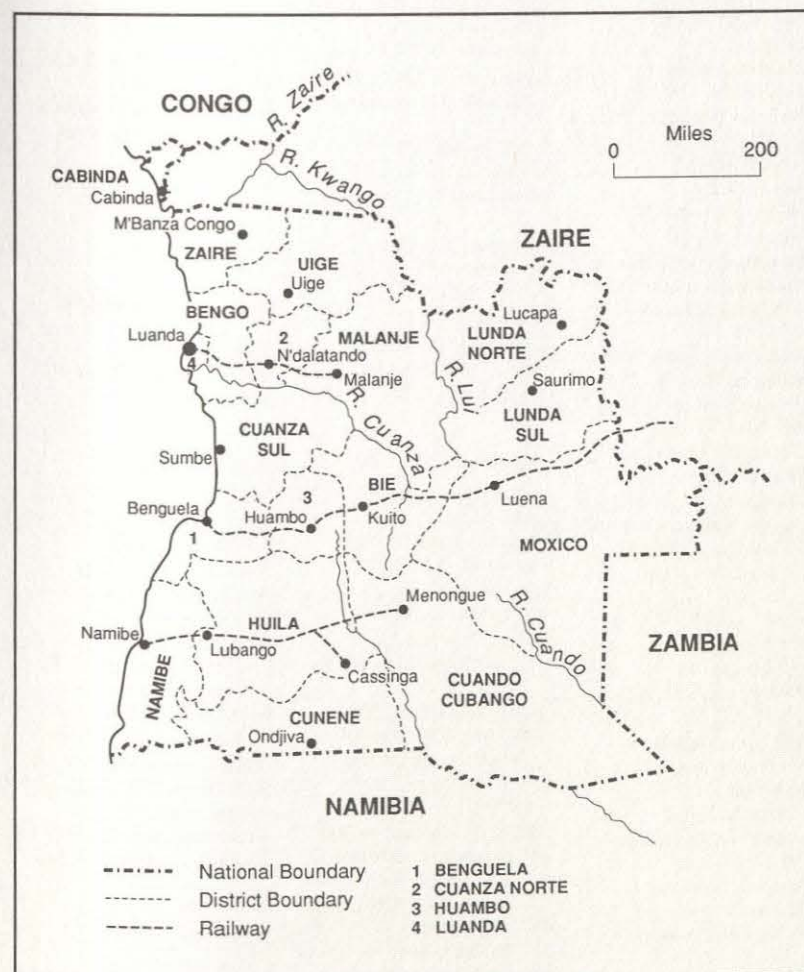 CONGO
R. Zaire
Miles
0 200
CABINDA
Cabinda
R. Kwango
M'Banza Congo
ZAIRE
ZAIRE
UIGE
Uige
BENGO
Lucapa
Luanda
2
MALANJE
LUNDA
NORTE
4
N'dalatando
Malanje
R. Lui
Saurimo
R. Cuanza
LUNDA
SUL
CUANZA
SUL
Sumbe
BIE
3
Luena
Benguela
Huambo
Kuito
1
MOXICO
Menongue
R. Cuando
HUILA
Namibe
Lubango
ZAMBIA
Cassinga
NAMIBE
CUANDO
CUBANGO
CUNENE
Ondjiva
NAMIBIA
National Boundary
District Boundary
Railway
1 BENGUELA
2 CUANZA NORTE
3 HUAMBO
4 LUANDA